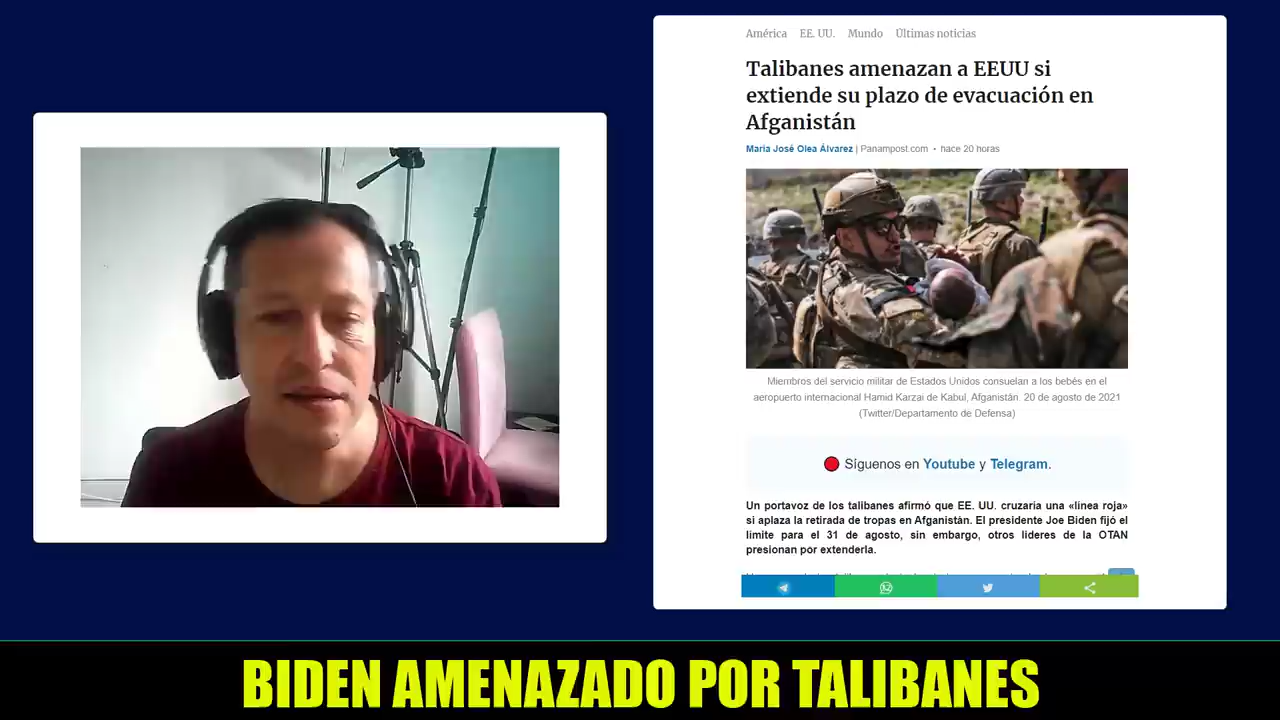 América EE. UU. Mundo Últimas noticias
Talibanes amenazan a EEUU si
extiende su plazo de evacuación en
Afganistán
María José Olea Álvarez | Panampost.com • hace 20 horas
Miembros del servicio militar de Estados Unidos consuelan a los bebés en el
aeropuerto internacional Hamid Karzai de Kabul, Afganistán. 20 de agosto de 2021
(Twitter/Departamento de Defensa)
Síguenos en Youtube y Telegram.
Un portavoz de los talibanes afirmó que EE. UU. cruzaría una «línea roja»
si aplaza la retirada de tropas en Afganistán. El presidente Joe Biden fijó el
límite para el 31 de agosto, sin embargo, otros líderes de la OTAN
presionan por extenderla.
BIDEN AMENAZADO POR TALIBANES